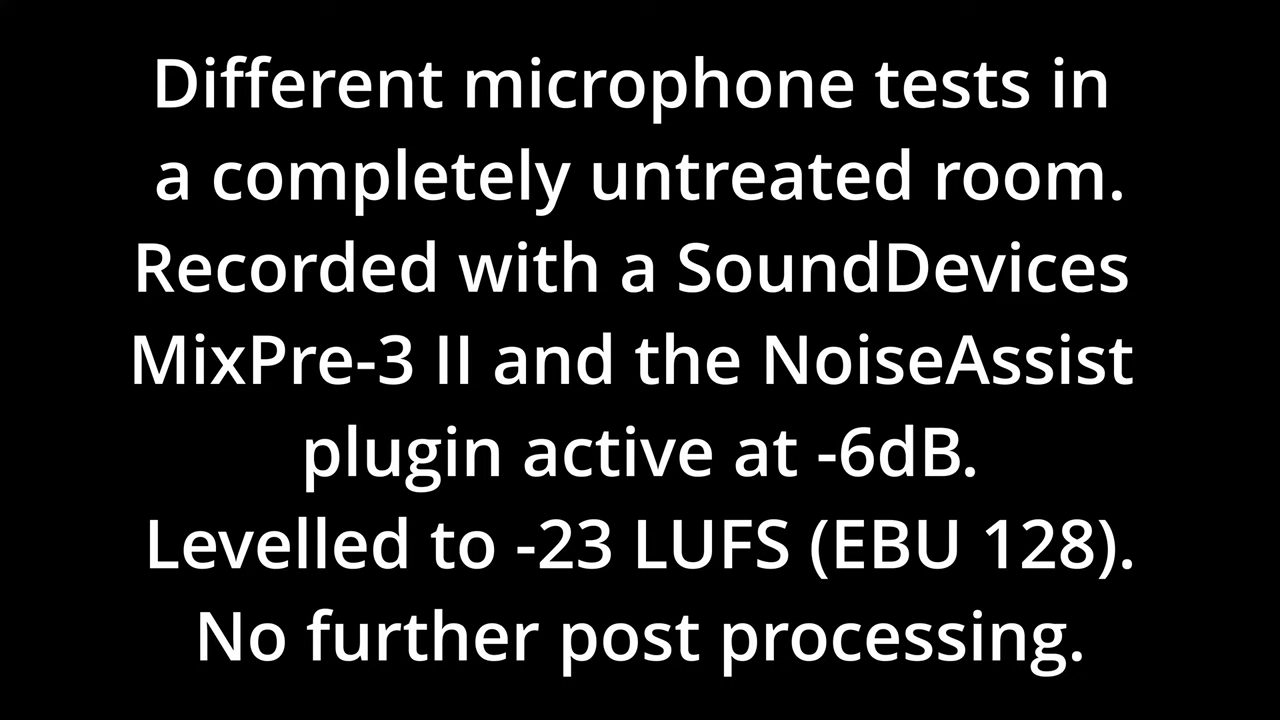 Different microphone tests in
a completely untreated room.
Recorded with a SoundDevices
MixPre-3 II and the NoiseAssist
plugin active at -6dB.
Levelled to -23 LUFS (EBU 128).
No further post processing.